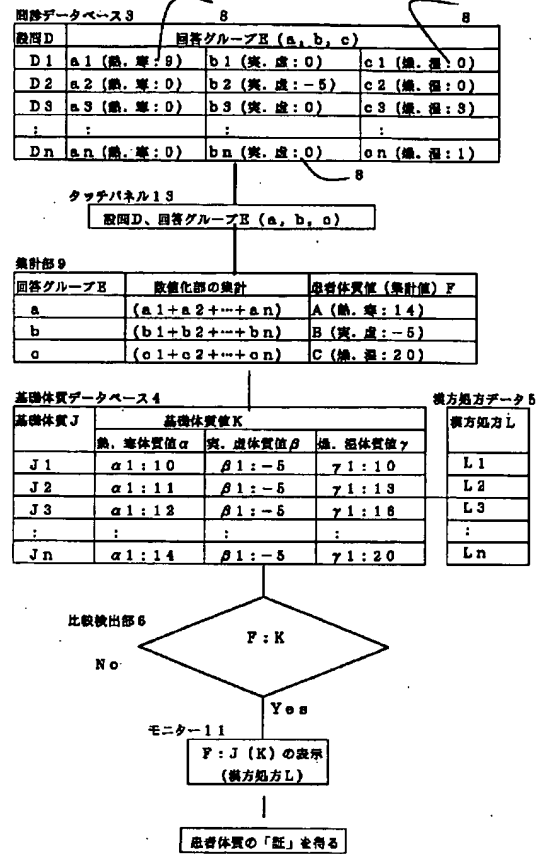 問診データベース3 8 8
設問D 回答グループE (a, b, c)
D1 a1 (熱. 寒:9) b1 (実. 虚:0) c1 (燥. 湿:0)
D2 a2 (熱. 寒:0) b2 (実. 虚:-5) c2 (燥. 湿:0)
D3 a3 (熱. 寒:0) b3 (実. 虚:0) c3 (燥. 湿:3)
: : : :
Dn an (熱. 寒:0) bn (実. 虚:0) cn (燥. 湿:1)
8
タッチパネル13
設問D、回答グループE (a, b, c)
集計部9
回答グループE 数値化部の集計 患者体質値 (集計値) F
a (a1+a2+…+an) A (熱. 寒:14)
b (b1+b2+…+bn) B (実. 虚:-5)
c (c1+c2+…+cn) C (燥. 湿:20)
基礎体質データベース4 漢方処方データ5
基礎体質J 基礎体質値K 漢方処方L
熱. 寒体質値α 実. 虚体質値β 燥. 湿体質値γ
J1 α1:10 β1:-5 γ1:10 L1
J2 α1:11 β1:-5 γ1:13 L2
J3 α1:12 β1:-5 γ1:18 L3
: : : : :
Jn α1:14 β1:-5 γ1:20 Ln
比較検出部6
F:K
No
Yes
モニター11
F:J (K) の表示
(漢方処方L)
患者体質の「証」を得る